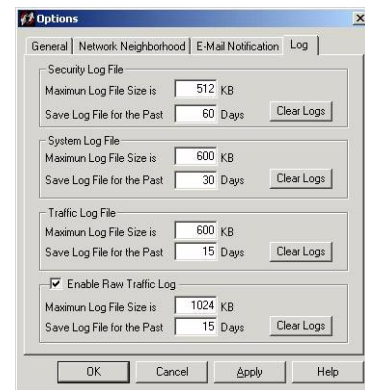 Options
General Network Neighborhood E-Mail Notification Log
Security Log File
Maximun Log File Size is 512 KB
Save Log File for the Past 60 Days Clear Logs
System Log File
Maximun Log File Size is 600 KB
Save Log File for the Past 30 Days Clear Logs
Traffic Log File
Maximun Log File Size is 600 KB
Save Log File for the Past 15 Days Clear Logs
Enable Raw Traffic Log
Maximun Log File Size is 1024 KB
Save Log File for the Past 15 Days Clear Logs
OK Cancel Apply Help